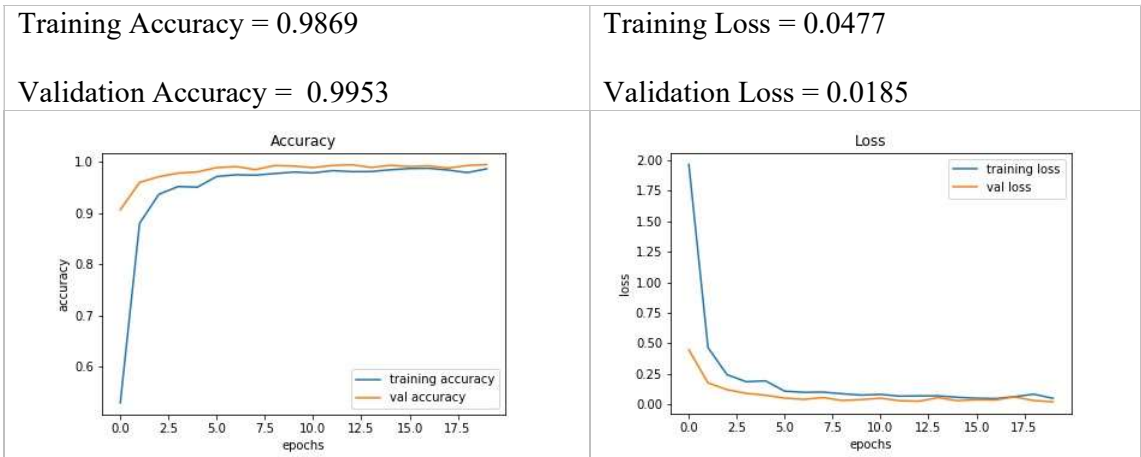 Training Accuracy = 0.9869
Validation Accuracy = 0.9953
Training Loss = 0.0477
Validation Loss = 0.0185
Accuracy
1.0
0.9
0.8
0.7
0.6
accuracy
training accuracy
val accuracy
0.0 2.5 5.0 7.5 10.0 12.5 15.0 17.5
epochs
Loss
2.00
1.75
1.50
1.25
1.00
0.75
0.50
0.25
0.00
loss
training loss
val loss
0.0 2.5 5.0 7.5 10.0 12.5 15.0 17.5
epochs